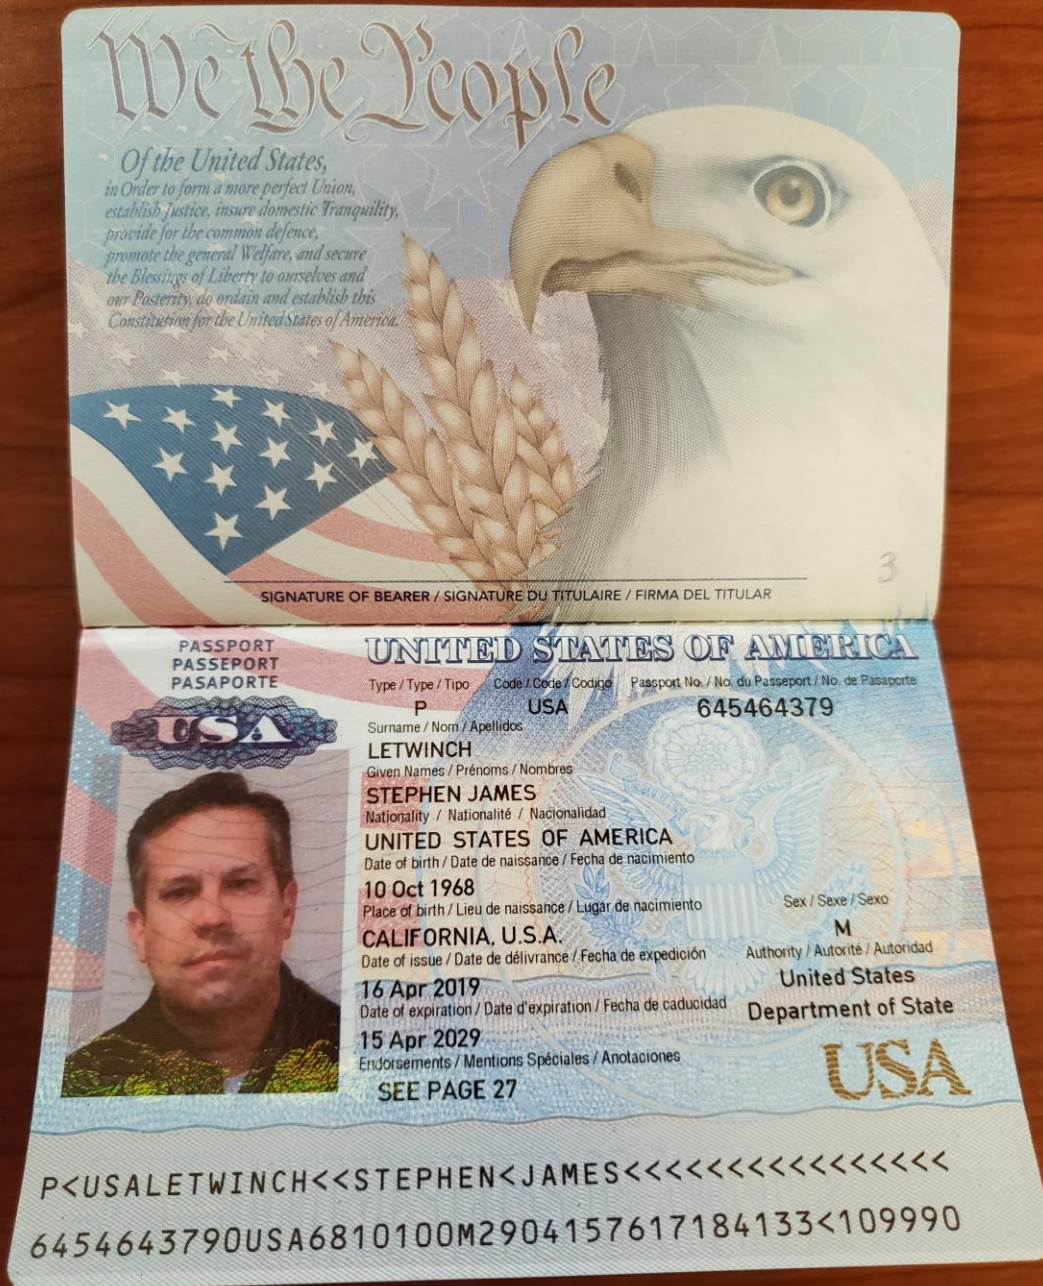 We the People
Of the United States,
in Order to form a more perfect Union,
establish Justice, insure domestic Tranquility,
provide for the common defence,
promote the general Welfare, and secure
the Blessings of Liberty to ourselves and
our Posterity, do ordain and establish this
Constitution for the United States of America.
3
SIGNATURE OF BEARER / SIGNATURE DU TITULAIRE / FIRMA DEL TITULAR
PASSPORT
PASSEPORT
PASAPORTE
USA
UNITED STATES OF AMERICA
Type / Type / Tipo Code / Code / Codigo Passport No. / No. du Passeport / No. de Pasaporte
P USA 645464379
Surname / Nom / Apellidos
LETWINCH
Given Names / Prénoms / Nombres
STEPHEN JAMES
Nationality / Nationalité / Nacionalidad
UNITED STATES OF AMERICA
Date of birth / Date de naissance / Fecha de nacimiento
10 Oct 1968
Place of birth / Lieu de naissance / Lugar de nacimiento
CALIFORNIA, U.S.A.
Date of issue / Date de délivrance / Fecha de expedición
16 Apr 2019
Date of expiration / Date d'expiration / Fecha de caducidad
15 Apr 2029
Endorsements / Mentions Spéciales / Anotaciones
SEE PAGE 27
Sex / Sexe / Sexo
M
Authority / Autorité / Autoridad
United States
Department of State
USA
P<USALETWINCH<<STEPHEN<JAMES<<<<<<<<<<<<<<<<
6454643790USA6810100M2904157617184133<109990